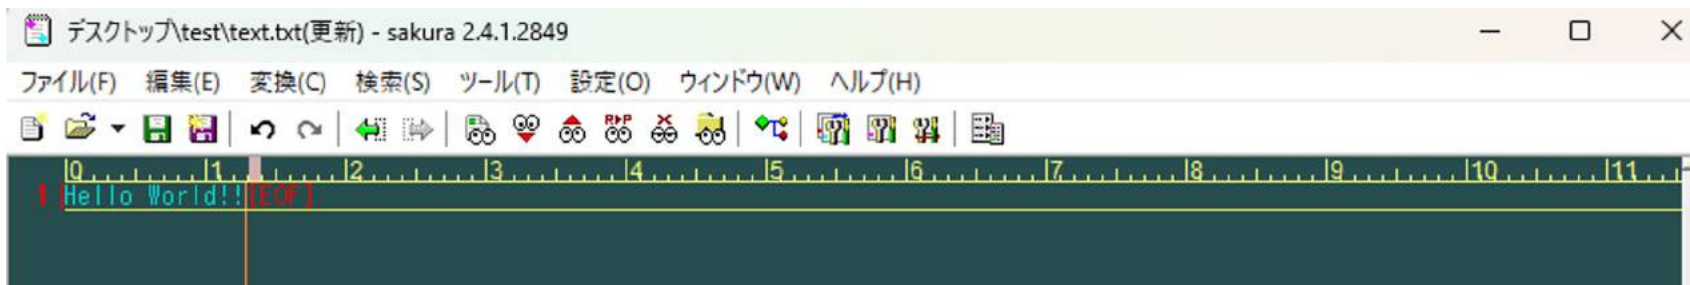 デスクトップ\test\text.txt(更新) - sakura 2.4.1.2849
ファイル(F) 編集(E) 変換(C) 検索(S) ツール(T) 設定(O) ウィンドウ(W) ヘルプ(H)
R▶P
0 1 2 3 4 5 6 7 8 9 10 11
1 Hello World!![EOF]